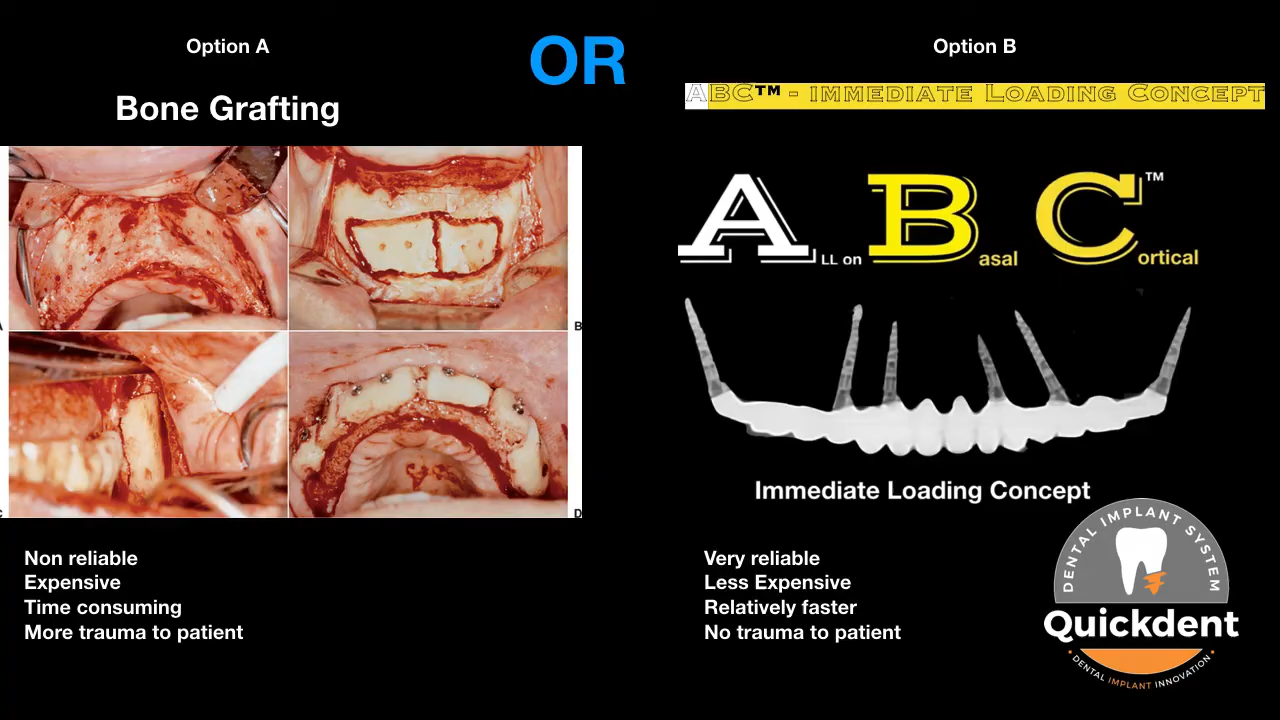 Option A
OR
Option B
Bone Grafting
ABC™ - Immediate Loading Concept
A LL on B asal C ortical ™
A
B
C
D
Immediate Loading Concept
Non reliable
Expensive
Time consuming
More trauma to patient
Very reliable
Less Expensive
Relatively faster
No trauma to patient
DENTAL IMPLANT SYSTEM
Quickdent
• DENTAL IMPLANT INNOVATION •